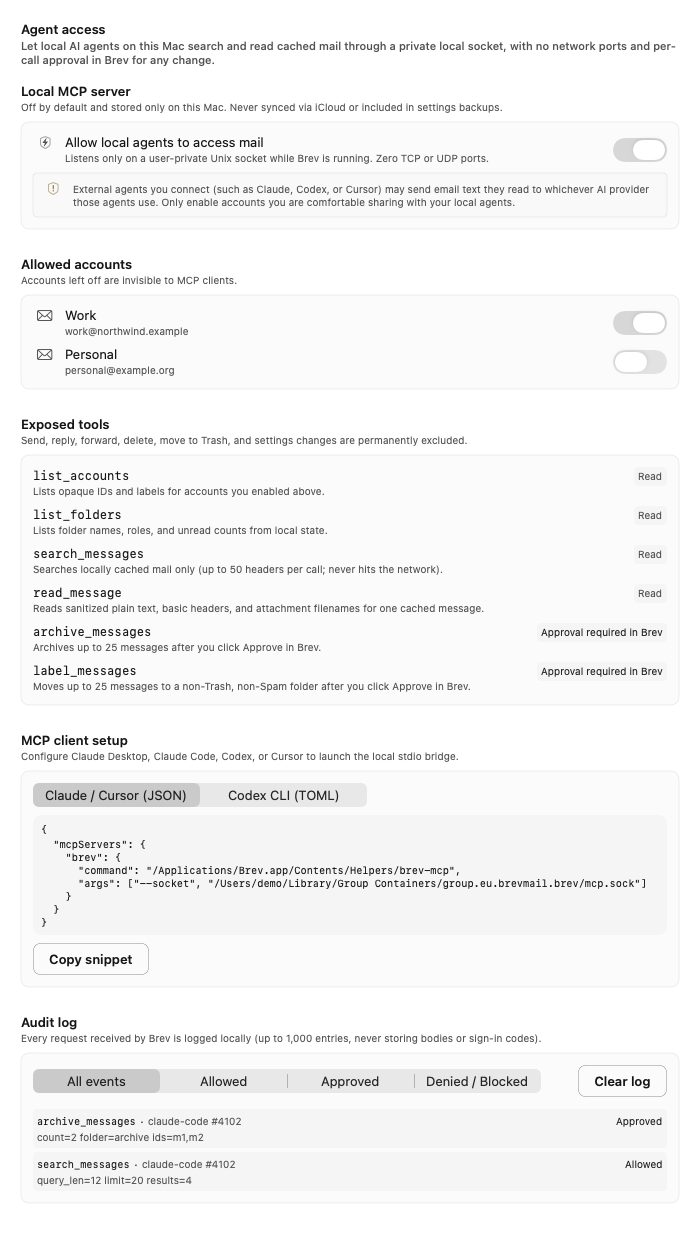 Agent access
Let local AI agents on this Mac search and read cached mail through a private local socket, with no network ports and per-
call approval in Brev for any change.
Local MCP server
Off by default and stored only on this Mac. Never synced via iCloud or included in settings backups.
Allow local agents to access mail
Listens only on a user-private Unix socket while Brev is running. Zero TCP or UDP ports.
External agents you connect (such as Claude, Codex, or Cursor) may send email text they read to whichever AI provider
those agents use. Only enable accounts you are comfortable sharing with your local agents.
Allowed accounts
Accounts left off are invisible to MCP clients.
Work
work@northwind.example
Personal
personal@example.org
Exposed tools
Send, reply, forward, delete, move to Trash, and settings changes are permanently excluded.
list_accounts Read
Lists opaque IDs and labels for accounts you enabled above.
list_folders Read
Lists folder names, roles, and unread counts from local state.
search_messages Read
Searches locally cached mail only (up to 50 headers per call; never hits the network).
read_message Read
Reads sanitized plain text, basic headers, and attachment filenames for one cached message.
archive_messages Approval required in Brev
Archives up to 25 messages after you click Approve in Brev.
label_messages Approval required in Brev
Moves up to 25 messages to a non-Trash, non-Spam folder after you click Approve in Brev.
MCP client setup
Configure Claude Desktop, Claude Code, Codex, or Cursor to launch the local stdio bridge.
Claude / Cursor (JSON) Codex CLI (TOML)
{
  "mcpServers": {
    "brev": {
      "command": "/Applications/Brev.app/Contents/Helpers/brev-mcp",
      "args": ["--socket", "/Users/demo/Library/Group Containers/group.eu.brevmail.brev/mcp.sock"]
    }
  }
}
Copy snippet
Audit log
Every request received by Brev is logged locally (up to 1,000 entries, never storing bodies or sign-in codes).
All events Allowed Approved Denied / Blocked Clear log
archive_messages · claude-code #4102 Approved
count=2 folder=archive ids=m1,m2
search_messages · claude-code #4102 Allowed
query_len=12 limit=20 results=4